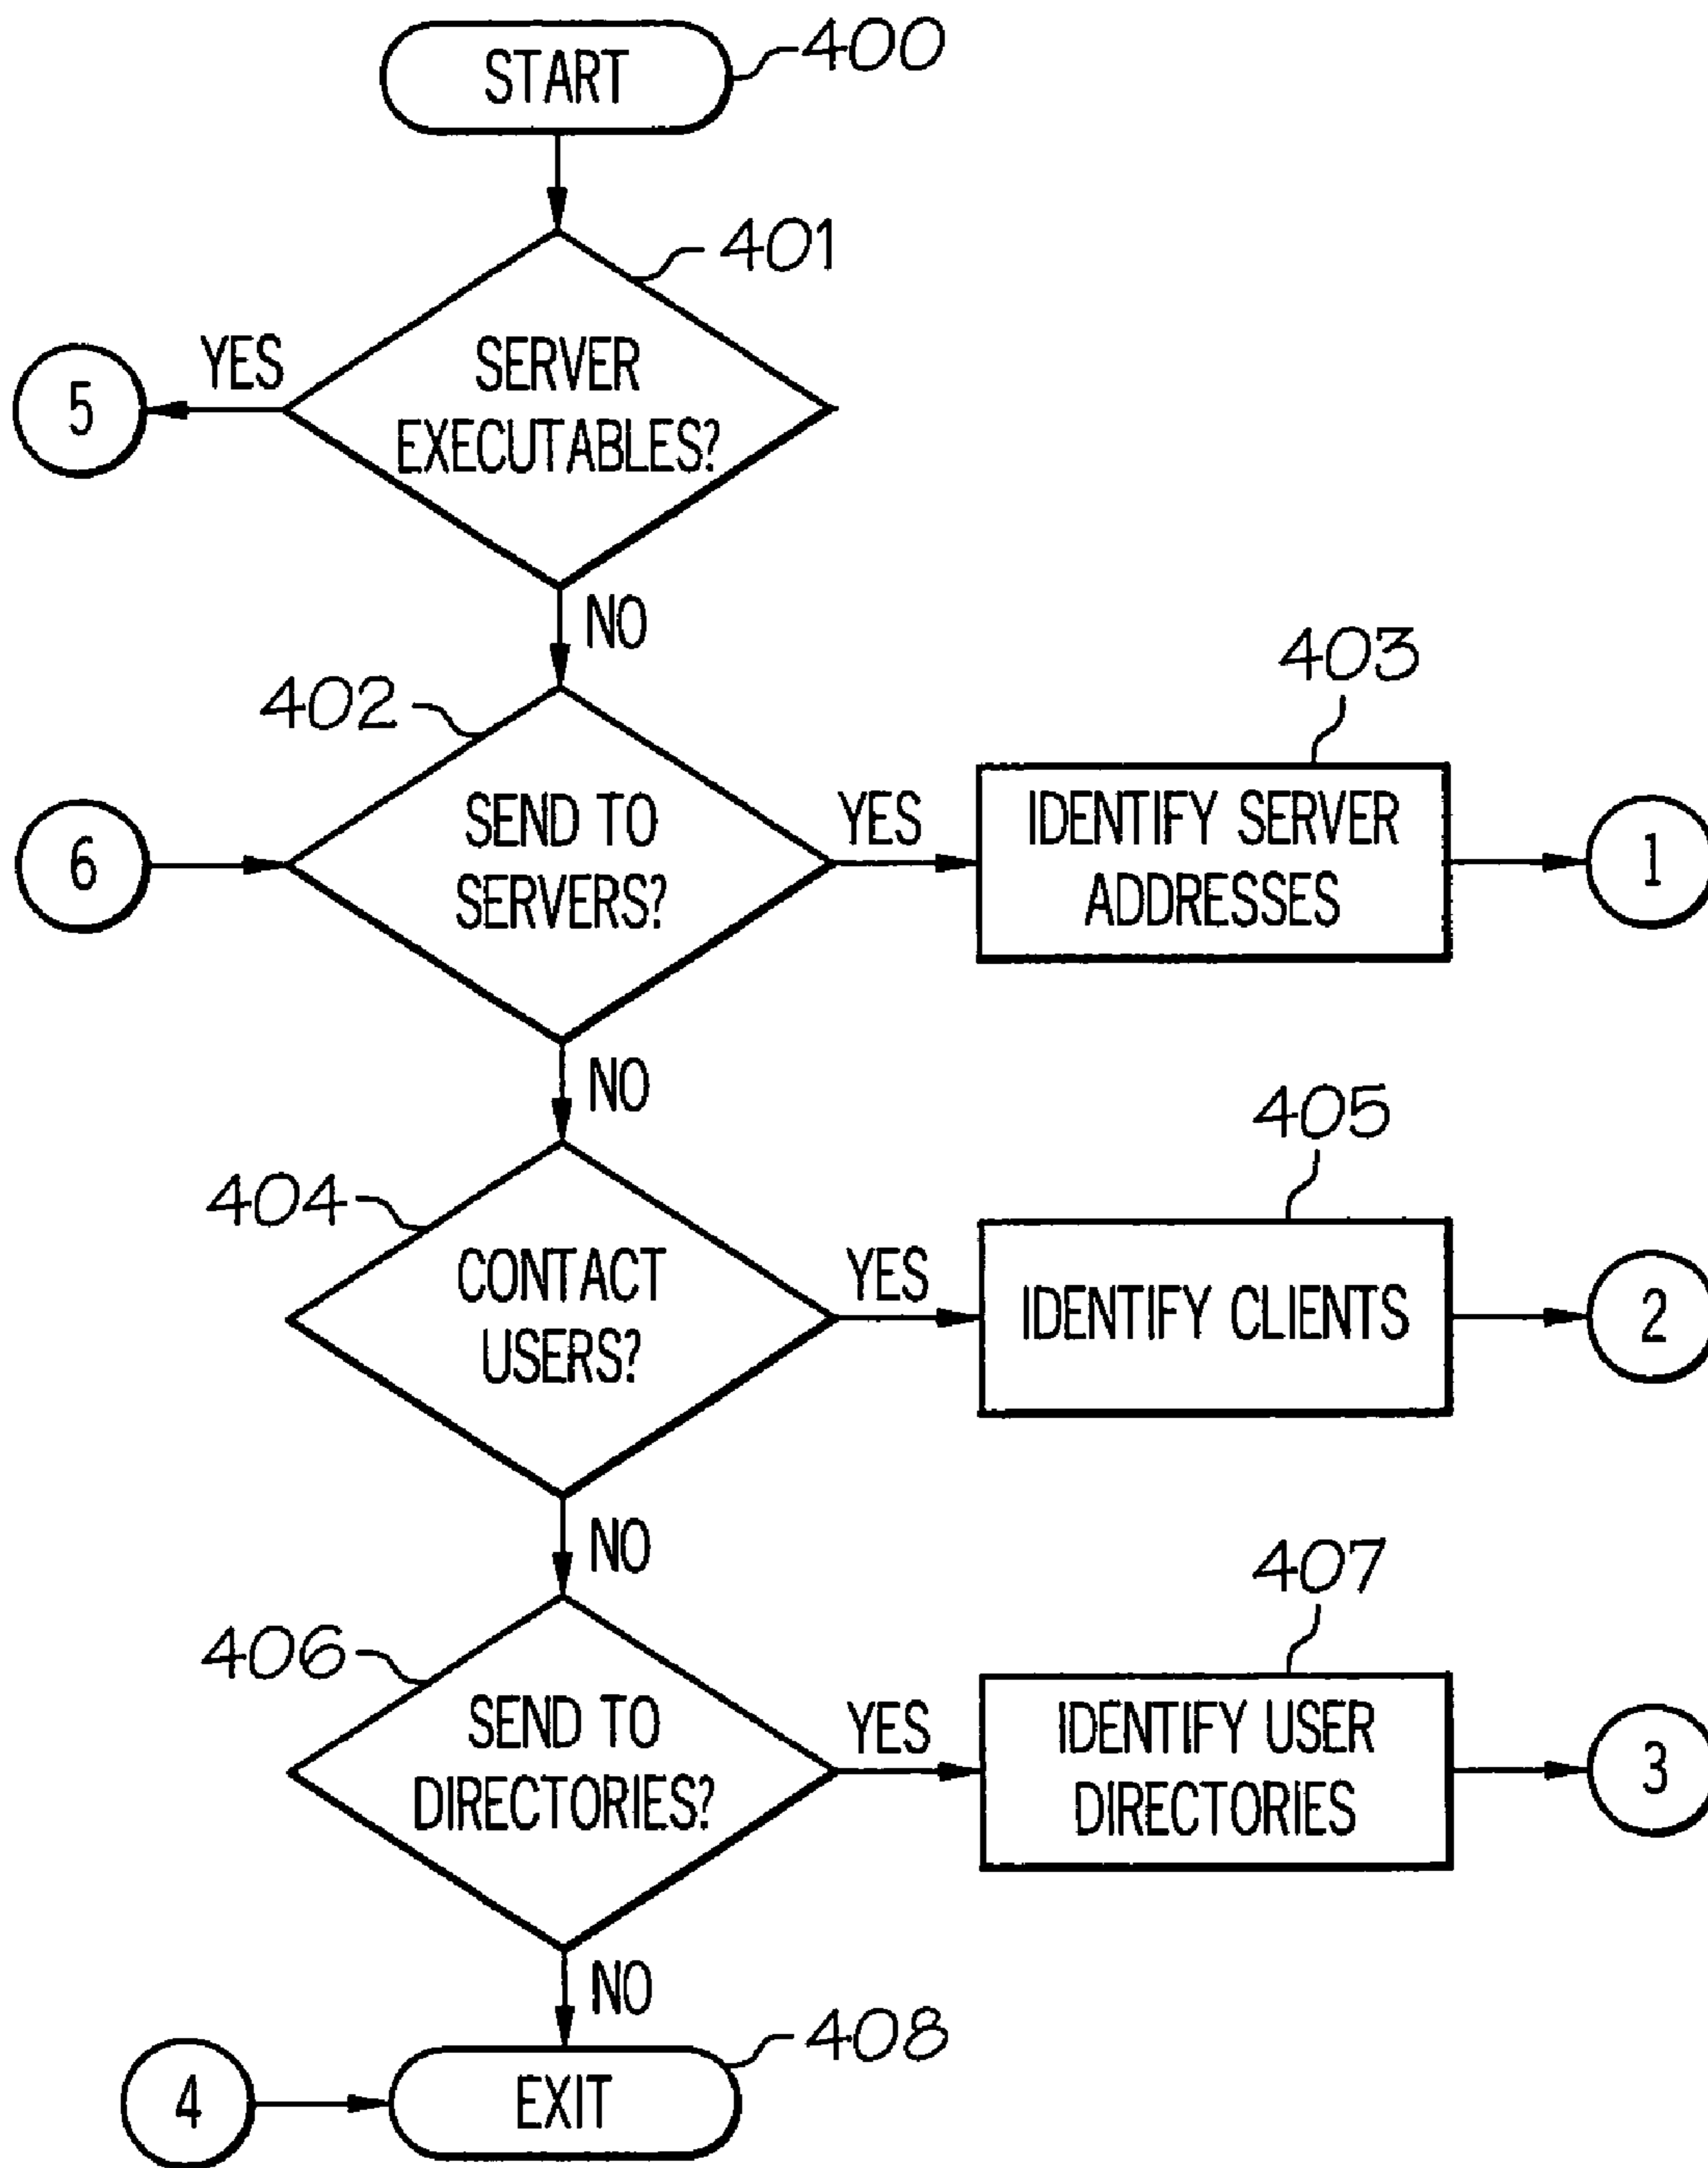 START
400
401
YES
SERVER
EXECUTABLES?
5
NO
402
403
6
SEND TO
SERVERS?
YES
IDENTIFY SERVER
ADDRESSES
1
NO
404
405
CONTACT
USERS?
YES
IDENTIFY CLIENTS
2
NO
406
407
SEND TO
DIRECTORIES?
YES
IDENTIFY USER
DIRECTORIES
3
NO
408
4
EXIT